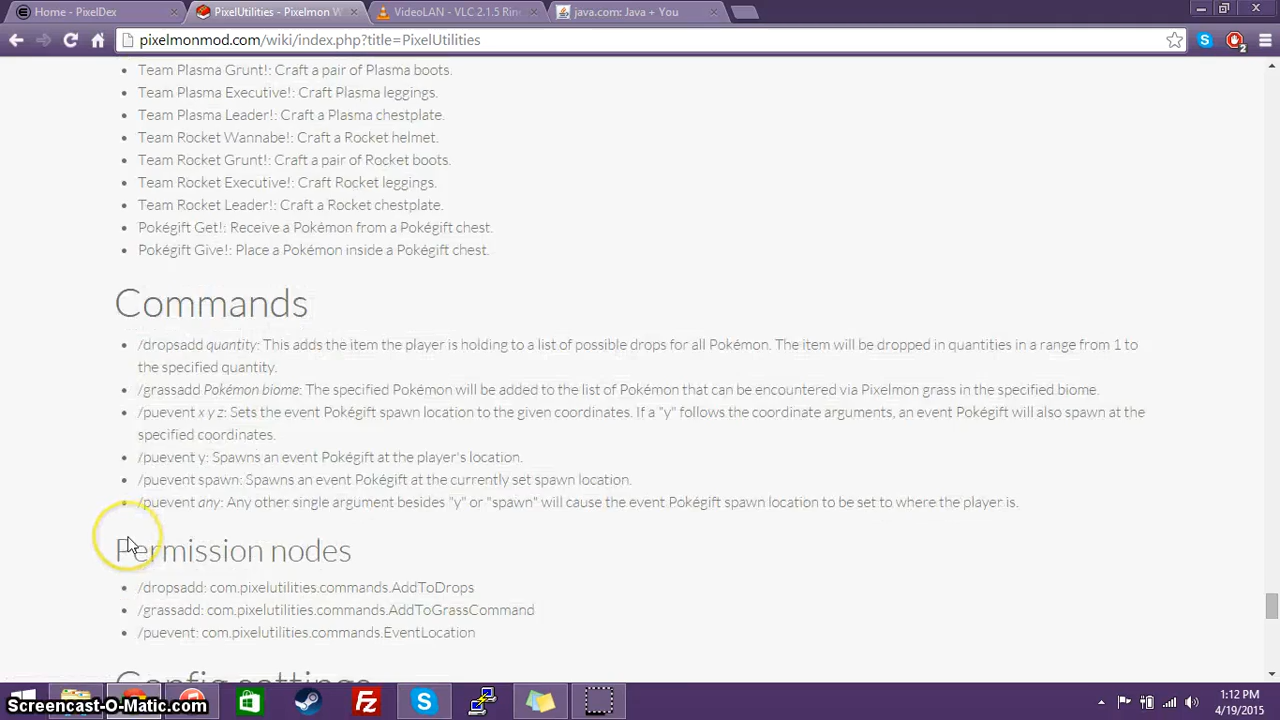 Home - PixelDex
PixelUtilities - Pixelmon W
VideoLAN - VLC 2.1.5 Rin
java.com: Java + You
pixelmonmod.com/wiki/index.php?title=PixelUtilities
2
• Team Plasma Grunt!: Craft a pair of Plasma boots.
• Team Plasma Executive!: Craft Plasma leggings.
• Team Plasma Leader!: Craft a Plasma chestplate.
• Team Rocket Wannabe!: Craft a Rocket helmet.
• Team Rocket Grunt!: Craft a pair of Rocket boots.
• Team Rocket Executive!: Craft Rocket leggings.
• Team Rocket Leader!: Craft a Rocket chestplate.
• Pokégift Get!: Receive a Pokémon from a Pokégift chest.
• Pokégift Give!: Place a Pokémon inside a Pokégift chest.
Commands
• /dropsadd quantity: This adds the item the player is holding to a list of possible drops for all Pokémon. The item will be dropped in quantities in a range from 1 to
the specified quantity.
• /grassadd Pokémon biome: The specified Pokémon will be added to the list of Pokémon that can be encountered via Pixelmon grass in the specified biome.
• /puevent x y z: Sets the event Pokégift spawn location to the given coordinates. If a "y" follows the coordinate arguments, an event Pokégift will also spawn at the
specified coordinates.
• /puevent y: Spawns an event Pokégift at the player's location.
• /puevent spawn: Spawns an event Pokégift at the currently set spawn location.
• /puevent any: Any other single argument besides "y" or "spawn" will cause the event Pokégift spawn location to be set to where the player is.
Permission nodes
• /dropsadd: com.pixelutilities.commands.AddToDrops
• /grassadd: com.pixelutilities.commands.AddToGrassCommand
• /puevent: com.pixelutilities.commands.EventLocation
Config settings
Screencast-O-Matic.com
1:12 PM
4/19/2015